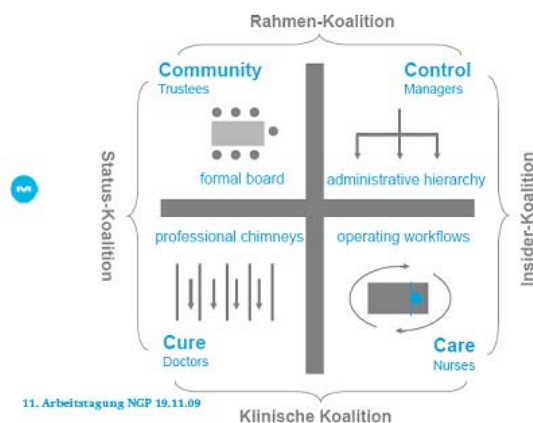 Rahmen-Koalition
Community
Trustees
Control
Managers
formal board
administrative hierarchy
Status-Koalition
Insider-Koalition
professional chimneys
operating workflows
Cure
Doctors
Care
Nurses
11. Arbeitstagung NGP 19.11.09
Klinische Koalition